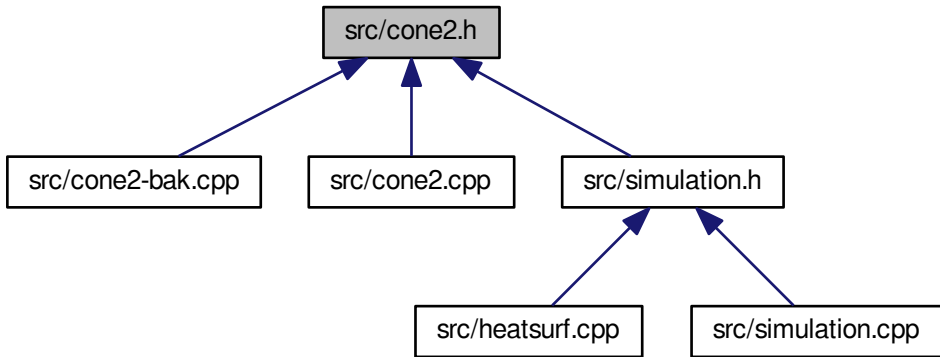 src/cone2.h
src/cone2-bak.cpp
src/cone2.cpp
src/simulation.h
src/heatsurf.cpp
src/simulation.cpp